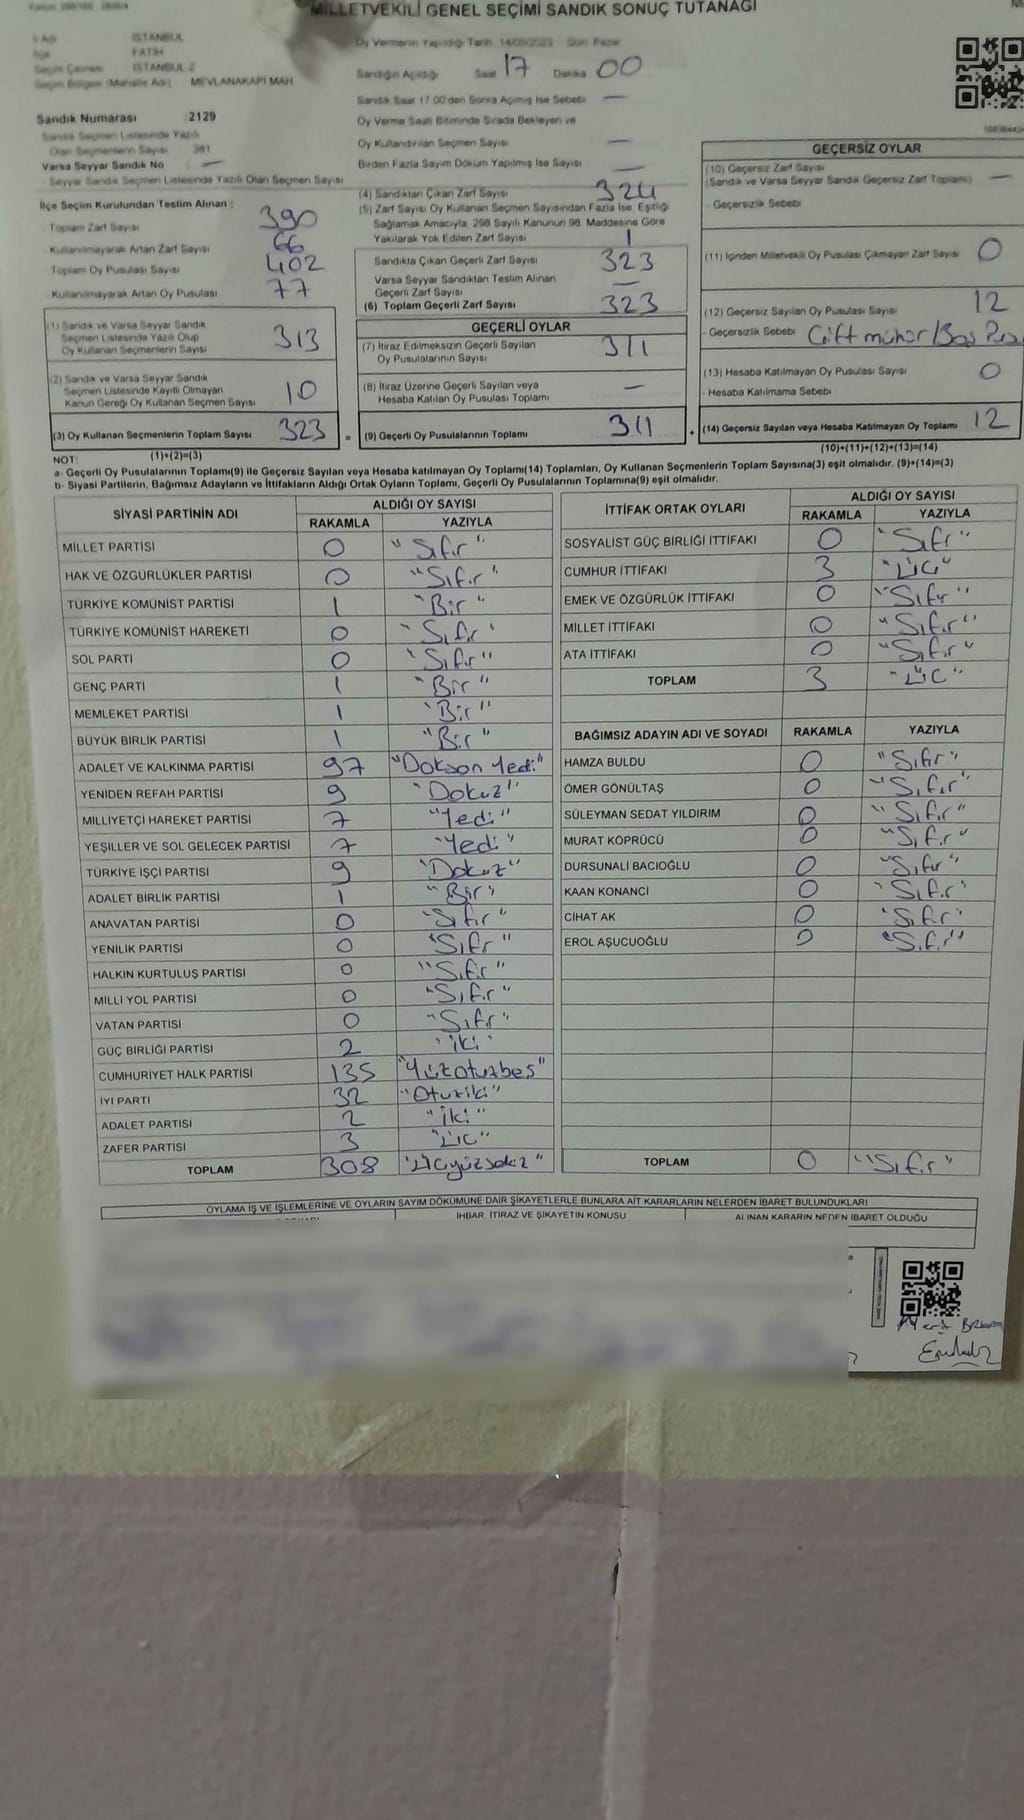 MİLLETVEKİLİ GENEL SEÇİMİ SANDIK SONUÇ TUTANAĞI
İSTANBUL
FATİH
Seçim Çevresi İSTANBUL-2
Seçim Bölgesi (Mahalle Adı) MEVLANAKAPI MAH.
Sandık Numarası 2129
Sandık Seçmen Listesinde Yazılı
Olan Seçmenlerin Sayısı 381
Varsa Seyyar Sandık No —
Seyyar Sandık Seçmen Listesinde Yazılı Olan Seçmen Sayısı
İlçe Seçim Kurulundan Teslim Alınan :
Toplam Zarf Sayısı 390
Kullanılmayarak Artan Zarf Sayısı 66
Toplam Oy Pusulası Sayısı 402
Kullanılmayarak Artan Oy Pusulası 77
(1) Sandık ve Varsa Seyyar Sandık
Seçmen Listesinde Yazılı Olup
Oy Kullanan Seçmenlerin Sayısı 313
(2) Sandık ve Varsa Seyyar Sandık
Seçmen Listesinde Kayıtlı Olmayan
Kanun Gereği Oy Kullanan Seçmen Sayısı 10
(3) Oy Kullanan Seçmenlerin Toplam Sayısı 323 =
(1)+(2)=(3)
Oy Vermenin Yapıldığı Tarih 14/05/2023 Gün Pazar
Sandığın Açıldığı Saat 17 Dakika 00
Sandık Saat 17.00'den Sonra Açılmış İse Sebebi —
Oy Verme Saati Bitiminde Sırada Bekleyen ve
Oy Kullandırılan Seçmen Sayısı —
Birden Fazla Sayım Döküm Yapılmış İse Sayısı —
(4) Sandıktan Çıkan Zarf Sayısı 324
(5) Zarf Sayısı Oy Kullanan Seçmen Sayısından Fazla İse, Eşitliği
Sağlamak Amacıyla, 298 Sayılı Kanunun 98. Maddesine Göre
Yakılarak Yok Edilen Zarf Sayısı 1
Sandıkta Çıkan Geçerli Zarf Sayısı 323
Varsa Seyyar Sandıktan Teslim Alınan
Geçerli Zarf Sayısı —
(6) Toplam Geçerli Zarf Sayısı 323
GEÇERLİ OYLAR
(7) İtiraz Edilmeksizin Geçerli Sayılan
Oy Pusulalarının Sayısı 311
(8) İtiraz Üzerine Geçerli Sayılan veya
Hesaba Katılan Oy Pusulası Toplamı —
(9) Geçerli Oy Pusulalarının Toplamı 311 +
GEÇERSİZ OYLAR
(10) Geçersiz Zarf Sayısı
(Sandık ve Varsa Seyyar Sandık Geçersiz Zarf Toplamı) —
- Geçersizlik Sebebi
(11) İçinden Milletvekili Oy Pusulası Çıkmayan Zarf Sayısı 0
(12) Geçersiz Sayılan Oy Pusulası Sayısı 12
- Geçersizlik Sebebi Çift mühür/Boş
(13) Hesaba Katılmayan Oy Pusulası Sayısı 0
- Hesaba Katılmama Sebebi
(14) Geçersiz Sayılan veya Hesaba Katılmayan Oy Toplamı 12
(10)+(11)+(12)+(13)=(14)
NOT:
a- Geçerli Oy Pusulalarının Toplamı(9) ile Geçersiz Sayılan veya Hesaba katılmayan Oy Toplamı(14) Toplamları, Oy Kullanan Seçmenlerin Toplam Sayısına(3) eşit olmalıdır. (9)+(14)=(3)
b- Siyasi Partilerin, Bağımsız Adayların ve İttifakların Aldığı Ortak Oyların Toplamı, Geçerli Oy Pusulalarının Toplamına(9) eşit olmalıdır.
SİYASİ PARTİNİN ADI ALDIĞI OY SAYISI
RAKAMLA YAZIYLA
MİLLET PARTİSİ 0 "Sıfır"
HAK VE ÖZGÜRLÜKLER PARTİSİ 0 "Sıfır"
TÜRKİYE KOMÜNİST PARTİSİ 1 "Bir"
TÜRKİYE KOMÜNİST HAREKETİ 0 "Sıfır"
SOL PARTİ 0 "Sıfır"
GENÇ PARTİ 1 "Bir"
MEMLEKET PARTİSİ 1 "Bir"
BÜYÜK BİRLİK PARTİSİ 1 "Bir"
ADALET VE KALKINMA PARTİSİ 97 "Dokson Yedi"
YENİDEN REFAH PARTİSİ 9 "Dokuz"
MİLLİYETÇİ HAREKET PARTİSİ 7 "Yedi"
YEŞİLLER VE SOL GELECEK PARTİSİ 7 "Yedi"
TÜRKİYE İŞÇİ PARTİSİ 9 "Dokuz"
ADALET BİRLİK PARTİSİ 1 "Bir"
ANAVATAN PARTİSİ 0 "Sıfır"
YENİLİK PARTİSİ 0 "Sıfır"
HALKIN KURTULUŞ PARTİSİ 0 "Sıfır"
MİLLİ YOL PARTİSİ 0 "Sıfır"
VATAN PARTİSİ 0 "Sıfır"
GÜÇ BİRLİĞİ PARTİSİ 2 "iki"
CUMHURİYET HALK PARTİSİ 135 "Yüzotuzbeş"
İYİ PARTİ 32 "Otuziki"
ADALET PARTİSİ 2 "iki"
ZAFER PARTİSİ 3 "Üç"
TOPLAM 308 "Üçyüzsekiz"
İTTİFAK ORTAK OYLARI ALDIĞI OY SAYISI
RAKAMLA YAZIYLA
SOSYALİST GÜÇ BİRLİĞİ İTTİFAKI 0 "Sıfır"
CUMHUR İTTİFAKI 3 "Üç"
EMEK VE ÖZGÜRLÜK İTTİFAKI 0 "Sıfır"
MİLLET İTTİFAKI 0 "Sıfır"
ATA İTTİFAKI 0 "Sıfır"
TOPLAM 3 "Üç"
BAĞIMSIZ ADAYIN ADI VE SOYADI RAKAMLA YAZIYLA
HAMZA BULDU 0 "Sıfır"
ÖMER GÖNÜLTAŞ 0 "Sıfır"
SÜLEYMAN SEDAT YILDIRIM 0 "Sıfır"
MURAT KÖPRÜCÜ 0 "Sıfır"
DURSUNALİ BACIOĞLU 0 "Sıfır"
KAAN KONANCİ 0 "Sıfır"
CİHAT AK 0 "Sıfır"
EROL AŞUCUOĞLU 0 "Sıfır"
TOPLAM 0 "Sıfır"
OYLAMA İŞ VE İŞLEMLERİNE VE OYLARIN SAYIM DÖKÜMÜNE DAİR ŞİKAYETLERLE BUNLARA AİT KARARLARIN NELERDEN İBARET BULUNDUKLARI
İHBAR, İTİRAZ VE ŞİKAYETİN KONUSU ALINAN KARARIN NEDEN İBARET OLDUĞU